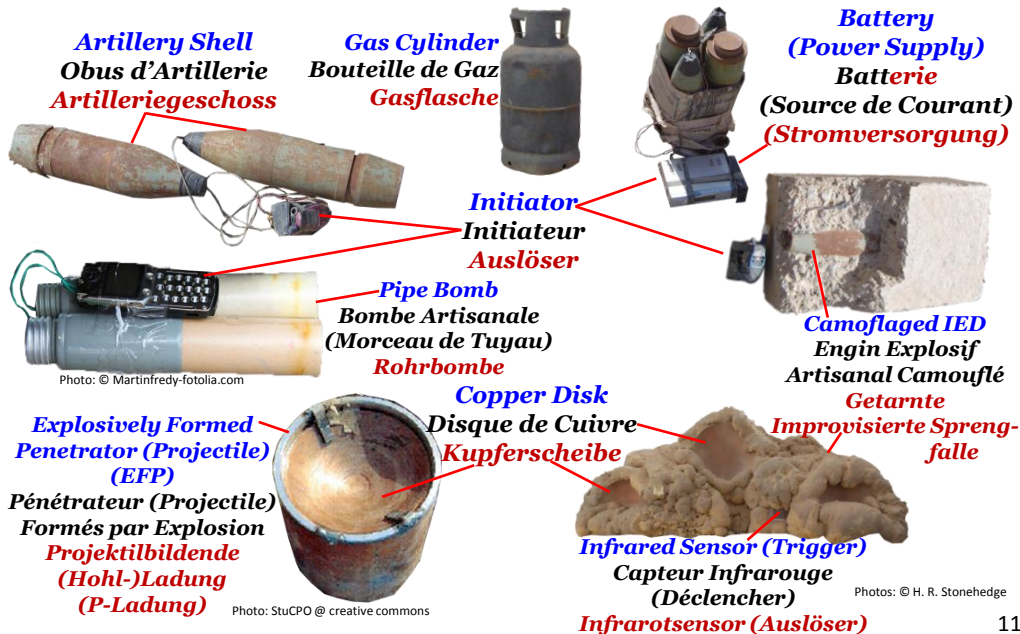 Artillery Shell
Obus d’Artillerie
Artilleriegeschoss
Gas Cylinder
Bouteille de Gaz
Gasflasche
Battery
(Power Supply)
Batterie
(Source de Courant)
(Stromversorgung)
Initiator
Initiateur
Auslöser
Pipe Bomb
Bombe Artisanale
(Morceau de Tuyau)
Rohrbombe
Photo: © Martinfredy-fotolia.com
Camoflaged IED
Engin Explosif
Artisanal Camouflé
Getarnte
Improvisierte Spreng-
falle
Explosively Formed
Penetrator (Projectile)
(EFP)
Pénétrateur (Projectile)
Formés par Explosion
Projektilbildende
(Hohl-)Ladung
(P-Ladung)
Photo: StuCPO @ creative commons
Copper Disk
Disque de Cuivre
Kupferscheibe
Infrared Sensor (Trigger)
Capteur Infrarouge
(Déclencher)
Infrarotsensor (Auslöser)
Photos: © H. R. Stonehedge
11